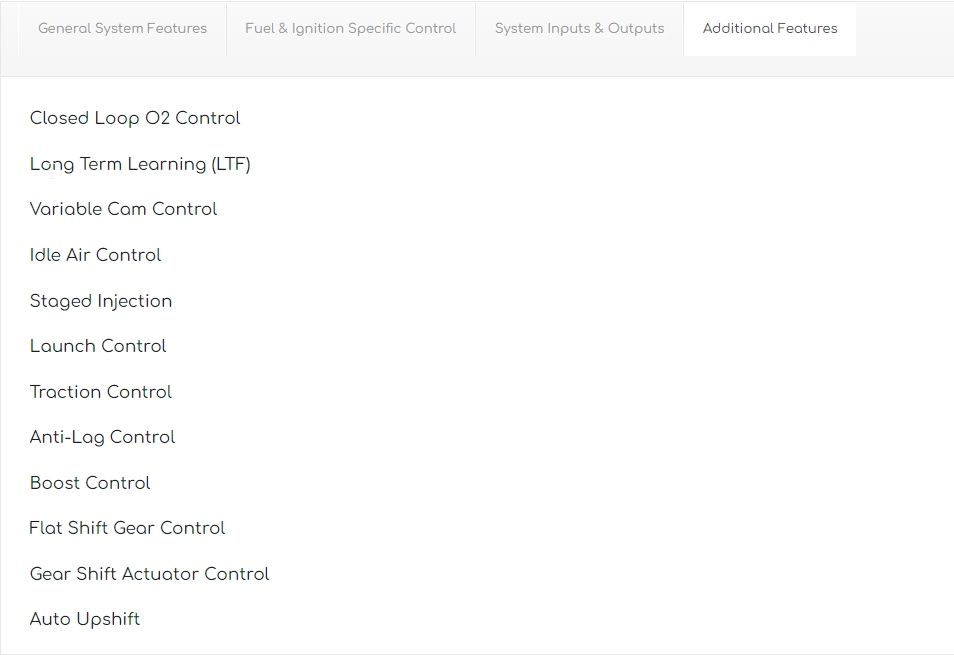 General System Features Fuel & Ignition Specific Control System Inputs & Outputs Additional Features
Closed Loop O2 Control
Long Term Learning (LTF)
Variable Cam Control
Idle Air Control
Staged Injection
Launch Control
Traction Control
Anti-Lag Control
Boost Control
Flat Shift Gear Control
Gear Shift Actuator Control
Auto Upshift